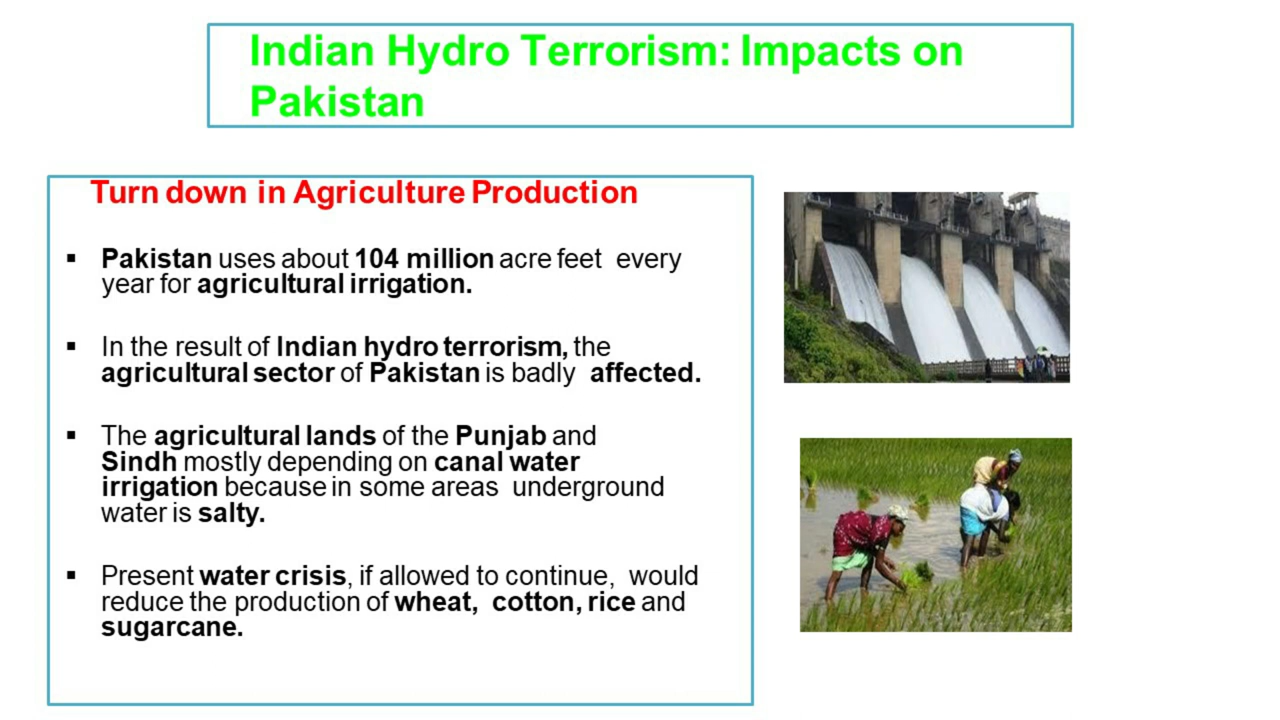 Indian Hydro Terrorism: Impacts on
Pakistan
Turn down in Agriculture Production
▪ Pakistan uses about 104 million acre feet every
year for agricultural irrigation.
▪ In the result of Indian hydro terrorism, the
agricultural sector of Pakistan is badly affected.
▪ The agricultural lands of the Punjab and
Sindh mostly depending on canal water
irrigation because in some areas underground
water is salty.
▪ Present water crisis, if allowed to continue, would
reduce the production of wheat, cotton, rice and
sugarcane.